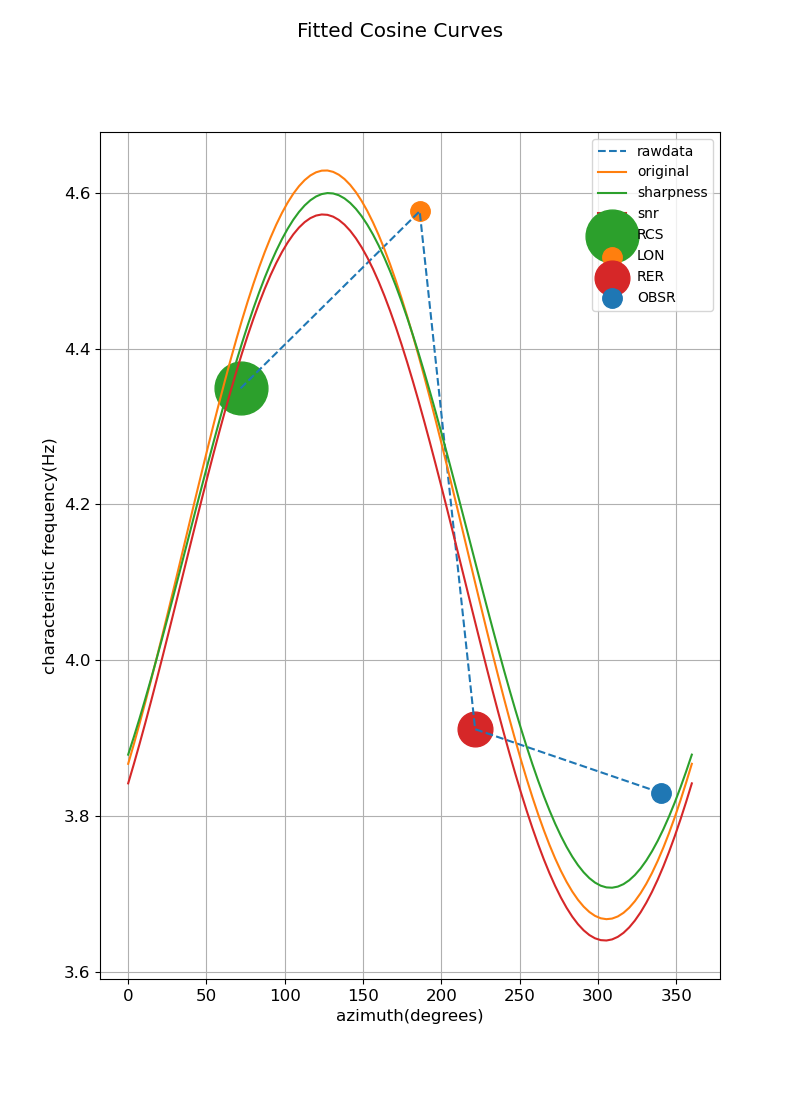 Fitted Cosine Curves
rawdata
original
sharpness
snr
RCS
LON
RER
OBSR
characteristic frequency(Hz)
4.6
4.4
4.2
4.0
3.8
3.6
0 50 100 150 200 250 300 350
azimuth(degrees)